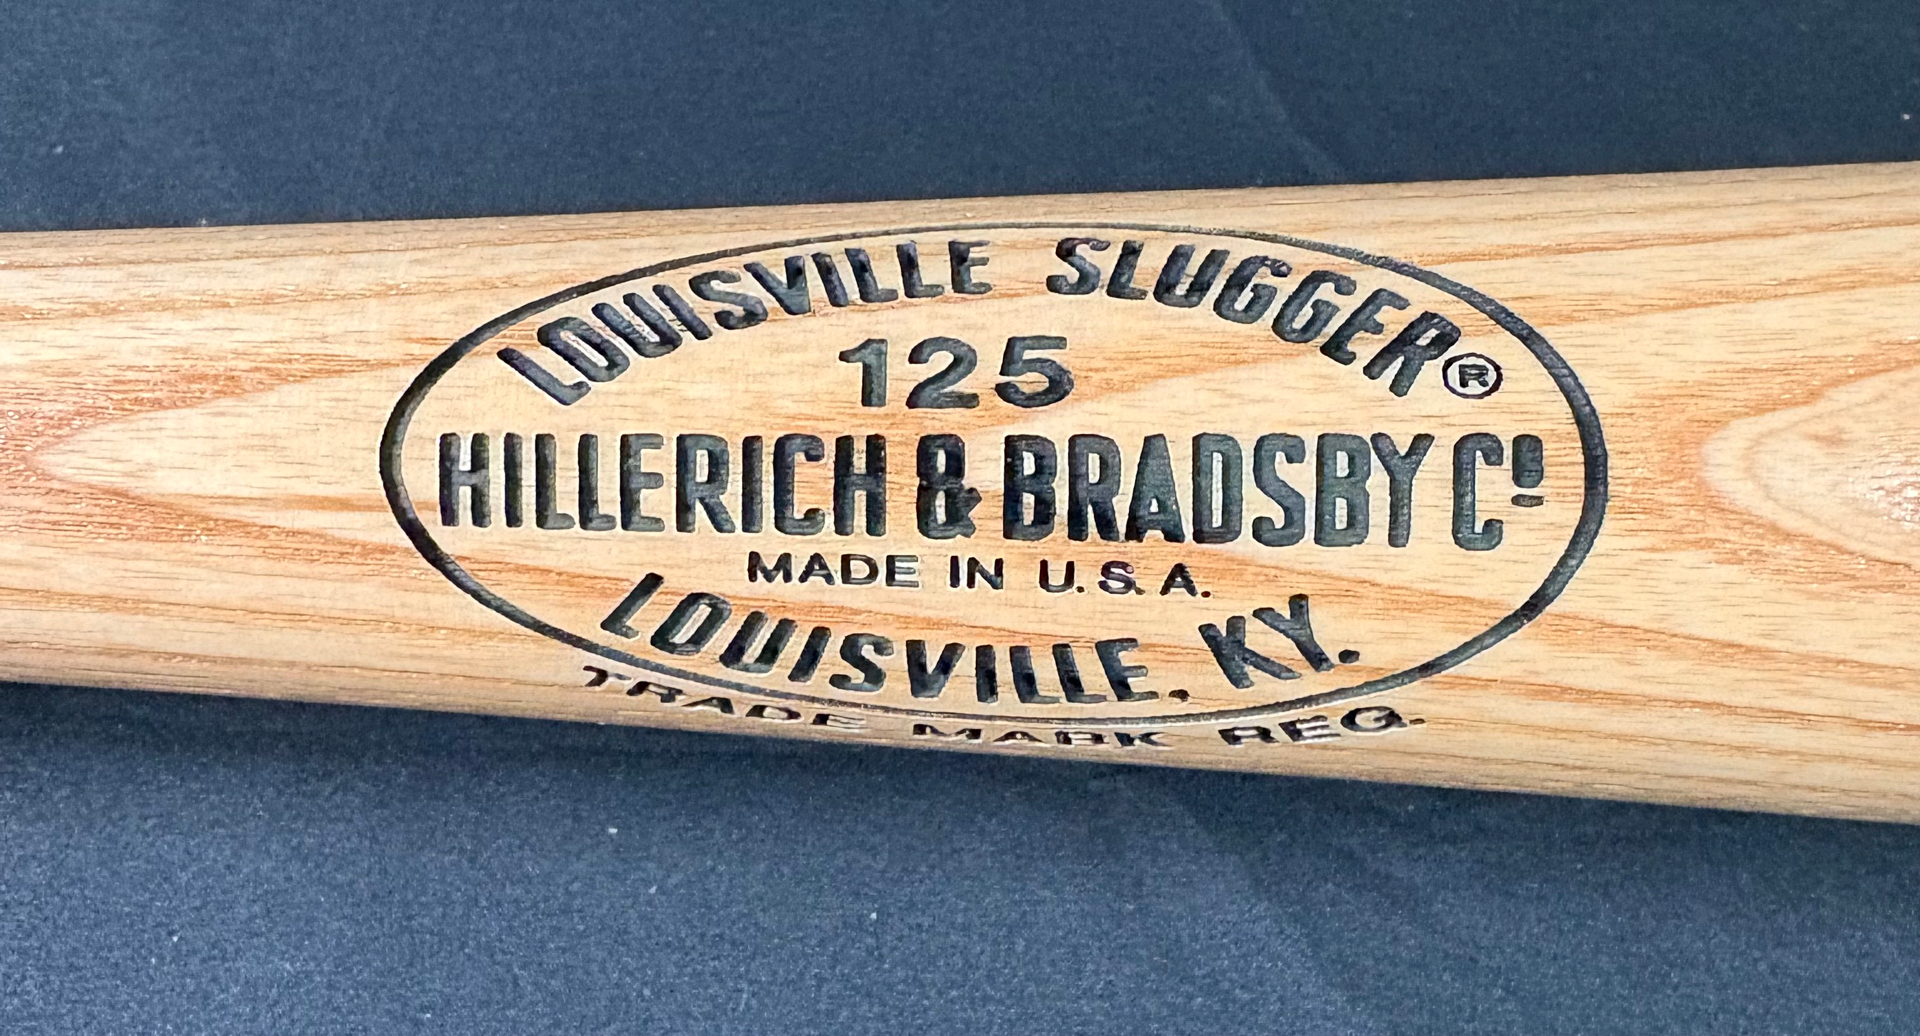 LOUISVILLE SLUGGER®
125
HILLERICH & BRADSBY Cº
MADE IN U.S.A.
LOUISVILLE, KY.
TRADE MARK REG.